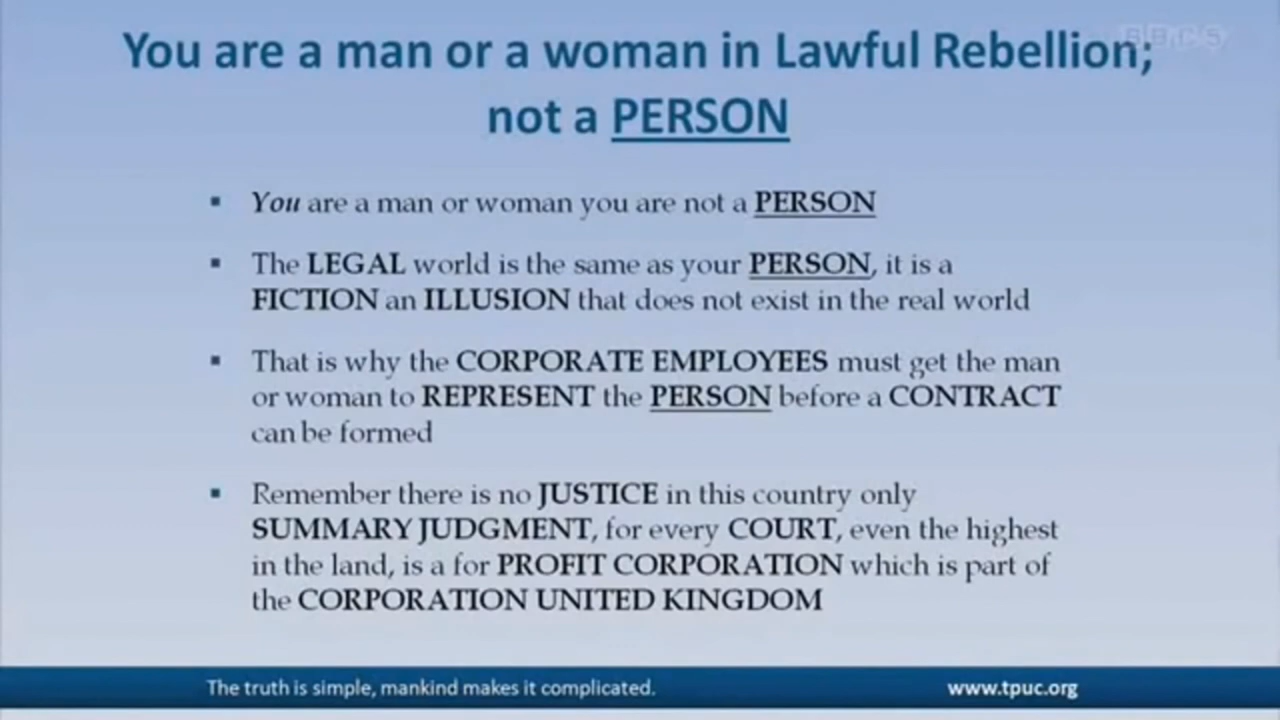 You are a man or a woman in Lawful Rebellion;
not a PERSON
▪ You are a man or woman you are not a PERSON
▪ The LEGAL world is the same as your PERSON, it is a
FICTION an ILLUSION that does not exist in the real world
▪ That is why the CORPORATE EMPLOYEES must get the man
or woman to REPRESENT the PERSON before a CONTRACT
can be formed
▪ Remember there is no JUSTICE in this country only
SUMMARY JUDGMENT, for every COURT, even the highest
in the land, is a for PROFIT CORPORATION which is part of
the CORPORATION UNITED KINGDOM
The truth is simple, mankind makes it complicated.
www.tpuc.org